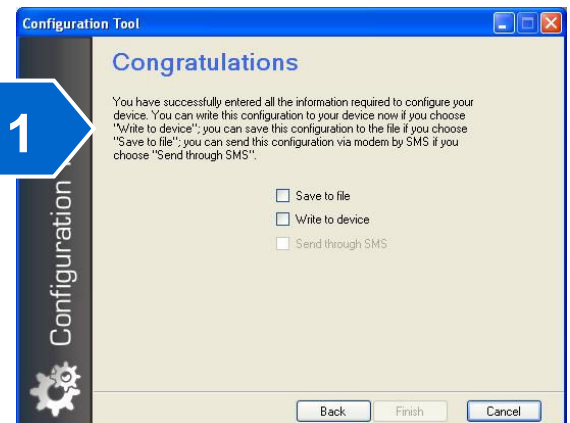 Configuration Tool
Congratulations
You have successfully entered all the information required to configure your
device. You can write this configuration to your device now if you choose
"Write to device"; you can save this configuration to the file if you choose
"Save to file"; you can send this configuration via modem by SMS if you
choose "Send through SMS".
1
Configuration
Save to file
Write to device
Send through SMS
Back
Finish
Cancel